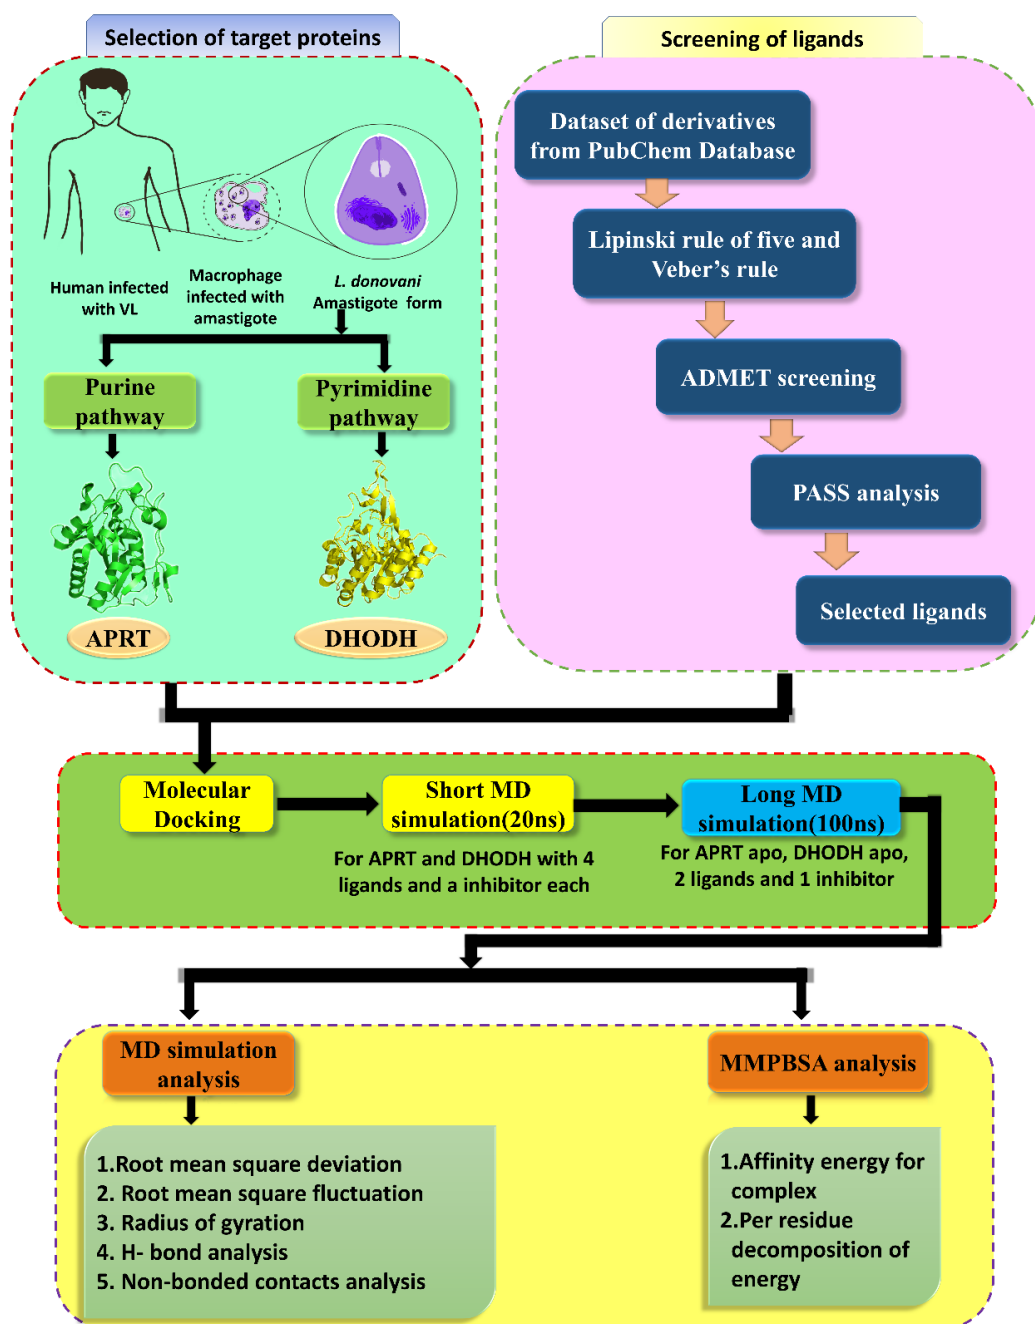 Selection of target proteins
Human infected
with VL
Macrophage
infected with
amastigote
L. donovani
Amastigote form
Purine
pathway
Pyrimidine
pathway
APRT
DHODH
Screening of ligands
Dataset of derivatives
from PubChem Database
Lipinski rule of five and
Veber's rule
ADMET screening
PASS analysis
Selected ligands
Molecular
Docking
Short MD
simulation(20ns)
For APRT and DHODH with 4
ligands and a inhibitor each
Long MD
simulation(100ns)
For APRT apo, DHODH apo,
2 ligands and 1 inhibitor
MD simulation
analysis
1.Root mean square deviation
2. Root mean square fluctuation
3. Radius of gyration
4. H- bond analysis
5. Non-bonded contacts analysis
MMPBSA analysis
1.Affinity energy for
complex
2.Per residue
decomposition of
energy